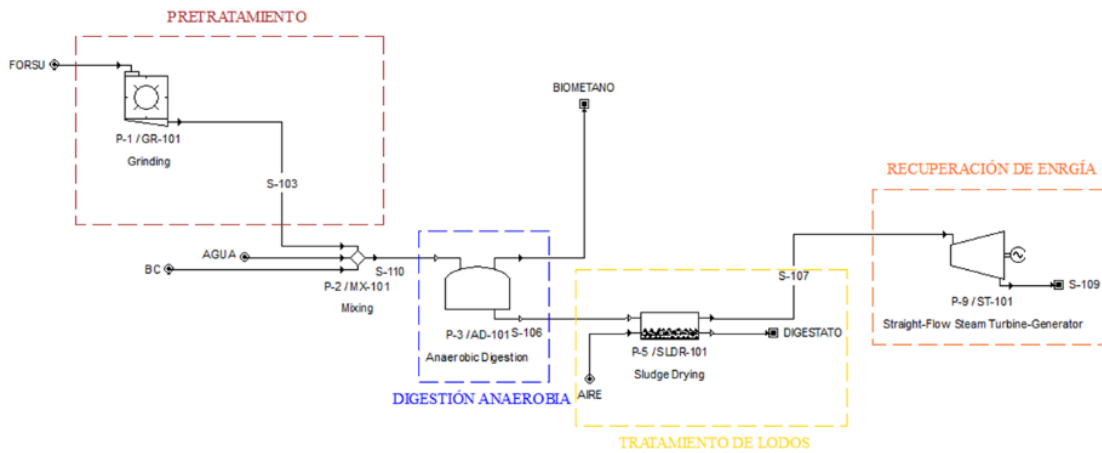 PRETRATAMIENTO
FORSU
P-1 / GR-101
Grinding
S-103
BIOMETANO
RECUPERACIÓN DE ENRGÍA
AGUA
BC
S-110
P-2 / MX-101
Mixing
P-3 / AD-101
S-106
Anaerobic Digestion
DIGESTIÓN ANAEROBIA
S-107
P-5 / SLDR-101
Sludge Drying
DIGESTATO
AIRE
TRATAMIENTO DE LODOS
S-109
P-9 / ST-101
Straight-Flow Steam Turbine-Generator